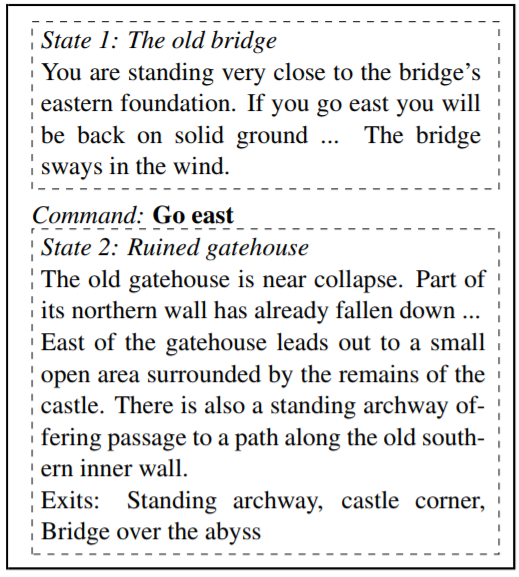 State 1: The old bridge
You are standing very close to the bridge's
eastern foundation. If you go east you will
be back on solid ground ... The bridge
sways in the wind.
Command: Go east
State 2: Ruined gatehouse
The old gatehouse is near collapse. Part of
its northern wall has already fallen down ...
East of the gatehouse leads out to a small
open area surrounded by the remains of the
castle. There is also a standing archway of-
fering passage to a path along the old south-
ern inner wall.
Exits: Standing archway, castle corner,
Bridge over the abyss